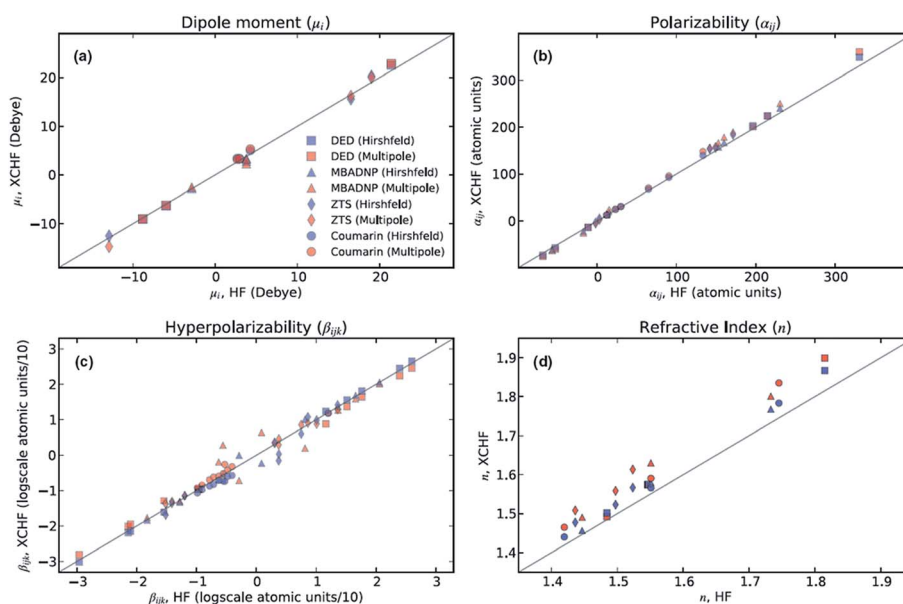 Dipole moment (μi)
(a)
20
10
0
−10
μi, XCHF (Debye)
−10 0 10 20
μi, HF (Debye)
DED (Hirshfeld)
DED (Multipole)
MBADNP (Hirshfeld)
MBADNP (Multipole)
ZTS (Hirshfeld)
ZTS (Multipole)
Coumarin (Hirshfeld)
Coumarin (Multipole)
Polarizability (αij)
(b)
300
200
100
0
αij, XCHF (atomic units)
0 100 200 300
αij, HF (atomic units)
Hyperpolarizability (βijk)
(c)
3
2
1
0
−1
−2
−3
βijk, XCHF (logscale atomic units/10)
−3 −2 −1 0 1 2 3
βijk, HF (logscale atomic units/10)
Refractive Index (n)
(d)
1.9
1.8
1.7
1.6
1.5
1.4
n, XCHF
1.4 1.5 1.6 1.7 1.8 1.9
n, HF